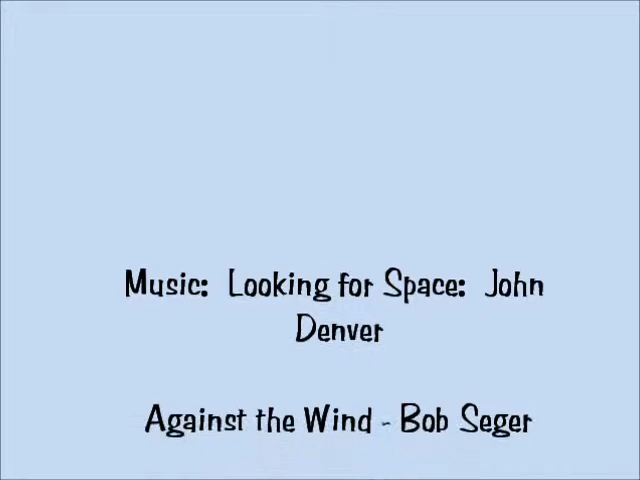 Music:  Looking for Space:  John
Denver
Against the Wind - Bob Seger